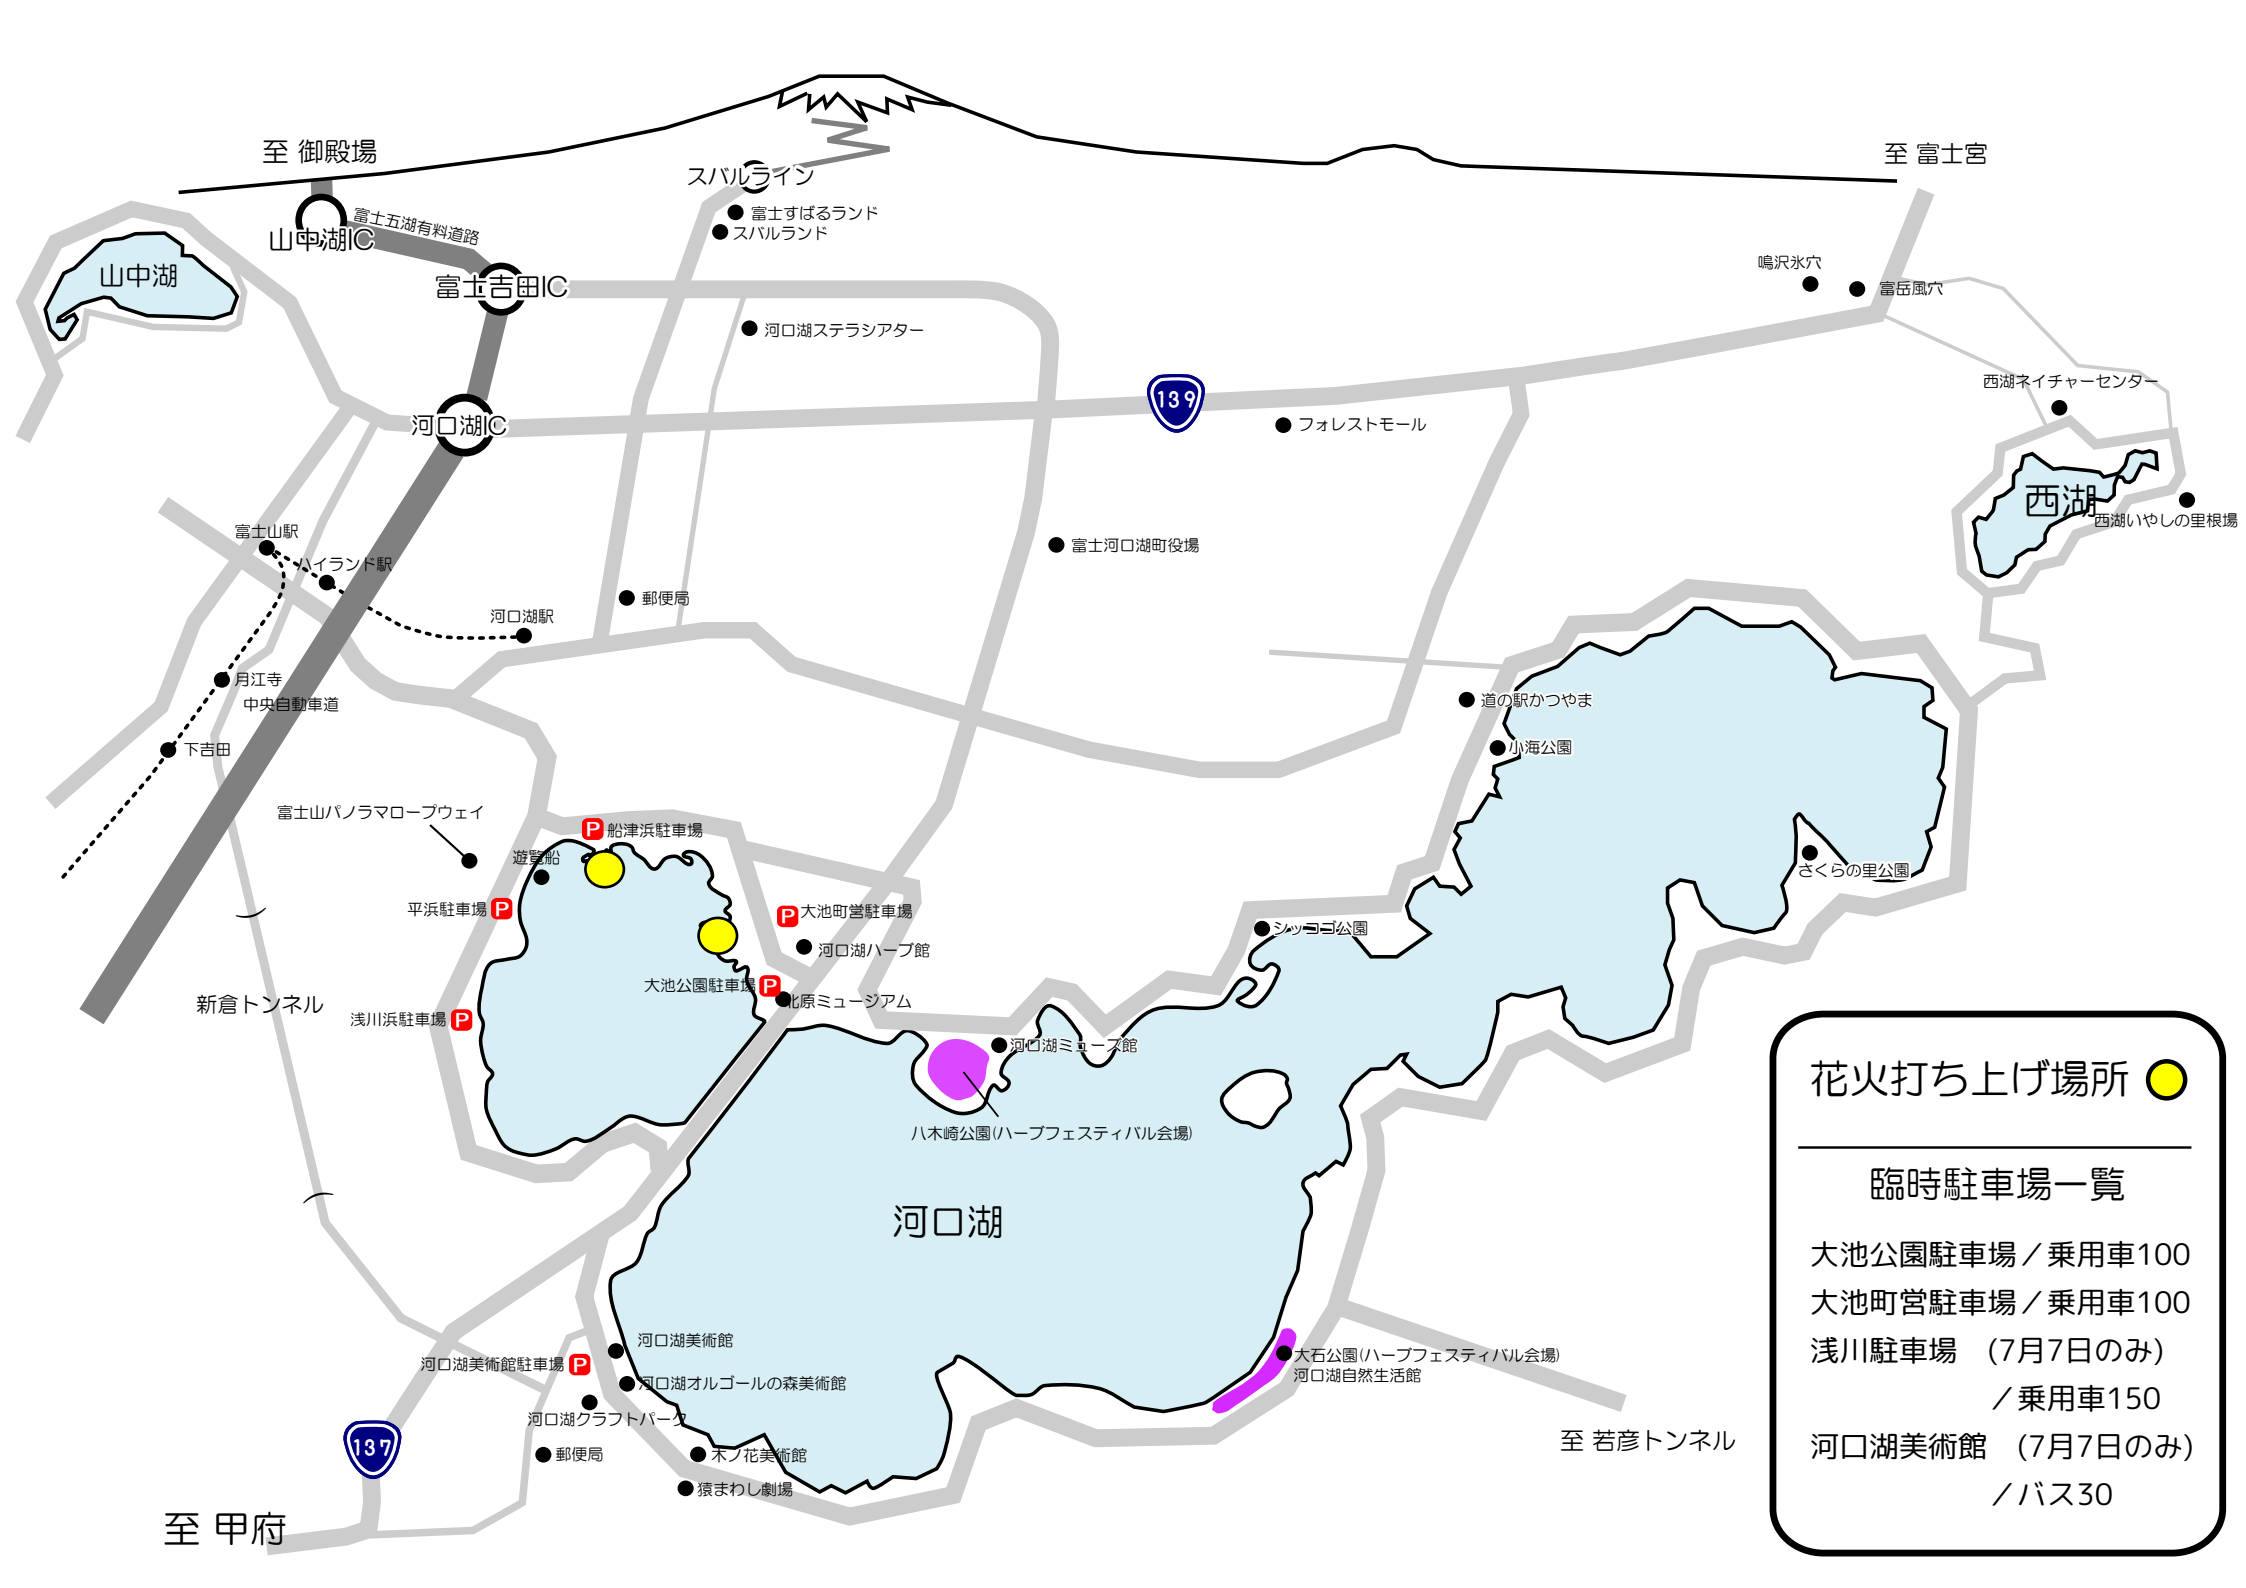 至 御殿場
至 富士宮
スバルライン
富士すばるランド
スバルランド
富士五湖有料道路
山中湖IC
山中湖
富士吉田IC
鳴沢氷穴
富岳風穴
河口湖ステラシアター
西湖ネイチャーセンター
139
河口湖IC
フォレストモール
西湖
西湖いやしの里根場
富士山駅
ハイランド駅
富士河口湖町役場
郵便局
河口湖駅
月江寺
中央自動車道
道の駅かつやま
下吉田
小海公園
富士山パノラマロープウェイ
P 船津浜駐車場
遊覧船
さくらの里公園
平浜駐車場 P
P 大池町営駐車場
河口湖ハーブ館
シッコゴ公園
大池公園駐車場 P
北原ミュージアム
新倉トンネル
浅川浜駐車場 P
河口湖ミューズ館
八木崎公園(ハーブフェスティバル会場)
河口湖
河口湖美術館
河口湖美術館駐車場 P
河口湖オルゴールの森美術館
河口湖クラフトパーク
大石公園(ハーブフェスティバル会場)
河口湖自然生活館
137
郵便局
木ノ花美術館
猿まわし劇場
至 若彦トンネル
至 甲府
花火打ち上げ場所
臨時駐車場一覧
大池公園駐車場／乗用車100
大池町営駐車場／乗用車100
浅川駐車場　(7月7日のみ)
／乗用車150
河口湖美術館　(7月7日のみ)
／バス30